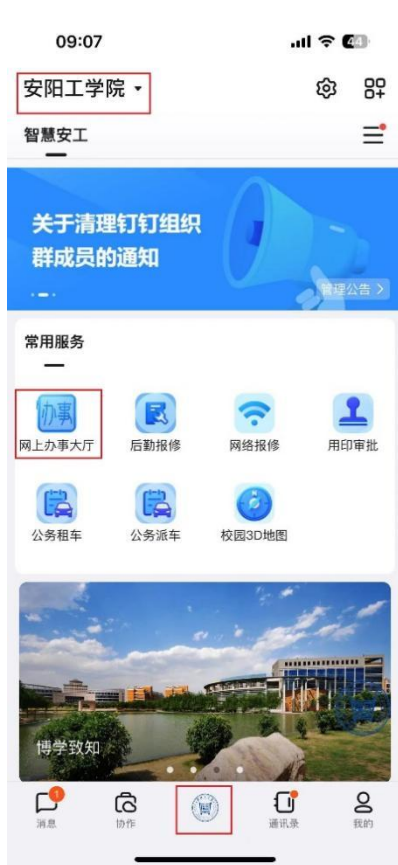 09:07
44
安阳工学院
智慧安工
关于清理钉钉组织
群成员的通知
管理公告 >
常用服务
办事
网上办事大厅
后勤报修
网络报修
用印审批
公务租车
公务派车
校园3D地图
博学致知
1
消息
协作
通讯录
我的